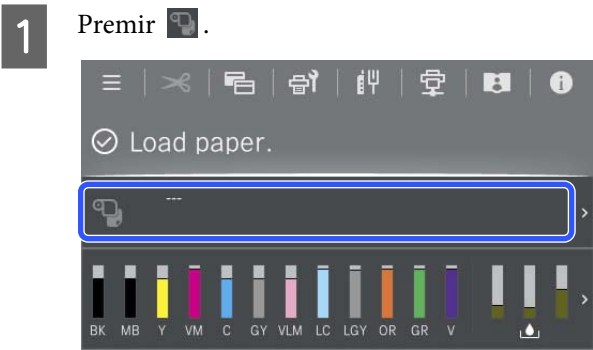 1
Premir .
Load paper.
---
BK MB Y VM C GY VLM LC LGY OR GR V